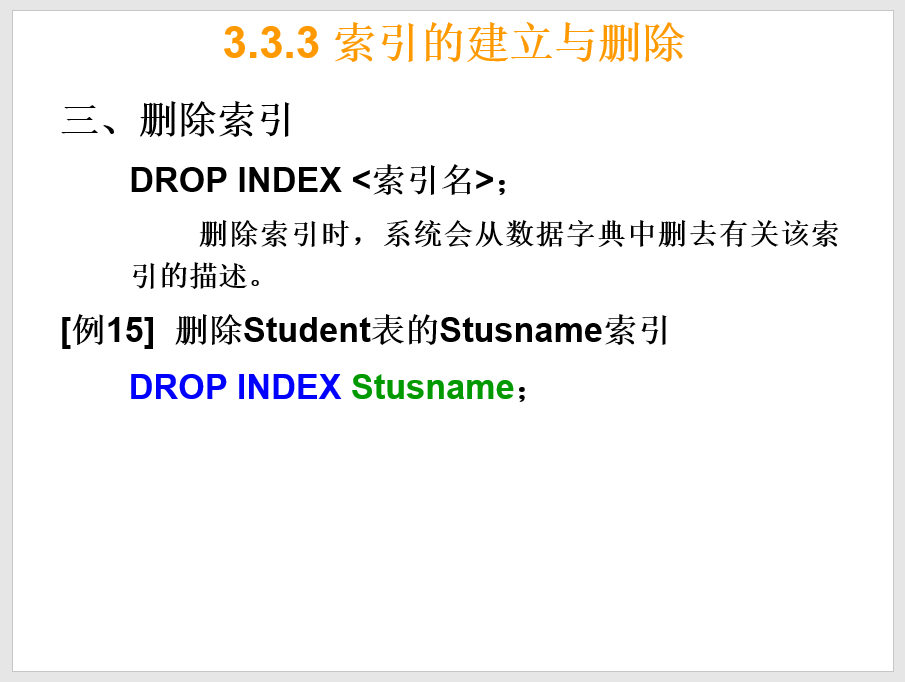 3.3.3 索引的建立与删除
三、删除索引
DROP INDEX <索引名>；
删除索引时，系统会从数据字典中删去有关该索
引的描述。
[例15] 删除Student表的Stusname索引
DROP INDEX Stusname；